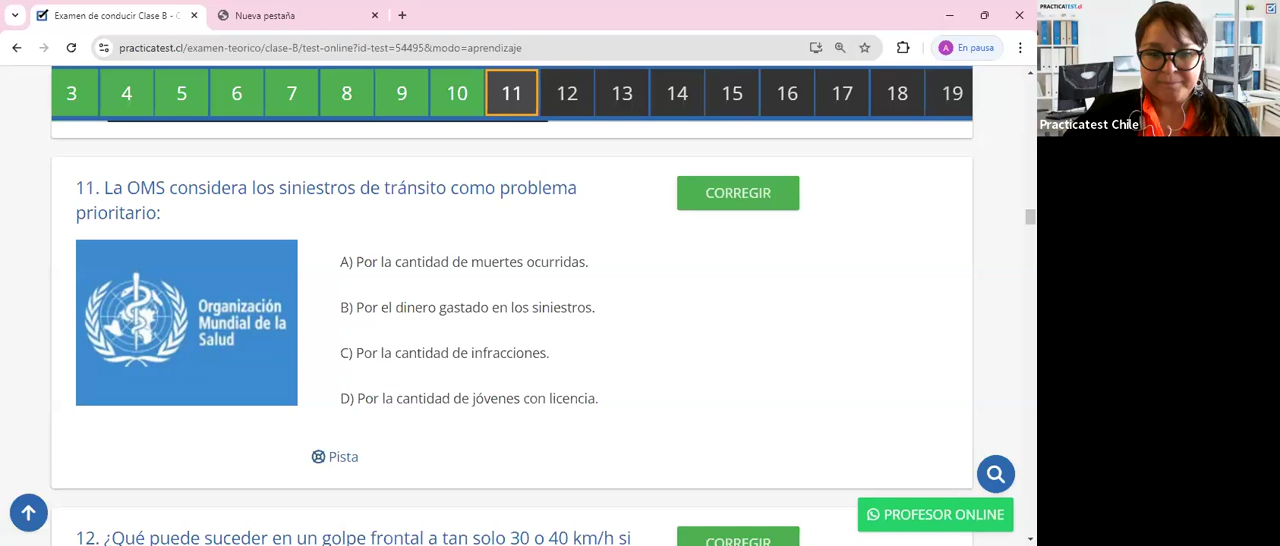 Examen de conducir Clase B - C
Nueva pestaña
practicatest.cl/examen-teorico/clase-B/test-online?id-test=54495&modo=aprendizaje
A
En pausa
3 4 5 6 7 8 9 10 11 12 13 14 15 16 17 18 19
PRACTICATEST.cl
Practicatest Chile
11. La OMS considera los siniestros de tránsito como problema
prioritario:
CORREGIR
Organización
Mundial de la
Salud
A) Por la cantidad de muertes ocurridas.
B) Por el dinero gastado en los siniestros.
C) Por la cantidad de infracciones.
D) Por la cantidad de jóvenes con licencia.
Pista
PROFESOR ONLINE
12. ¿Qué puede suceder en un golpe frontal a tan solo 30 o 40 km/h si
CORREGIR